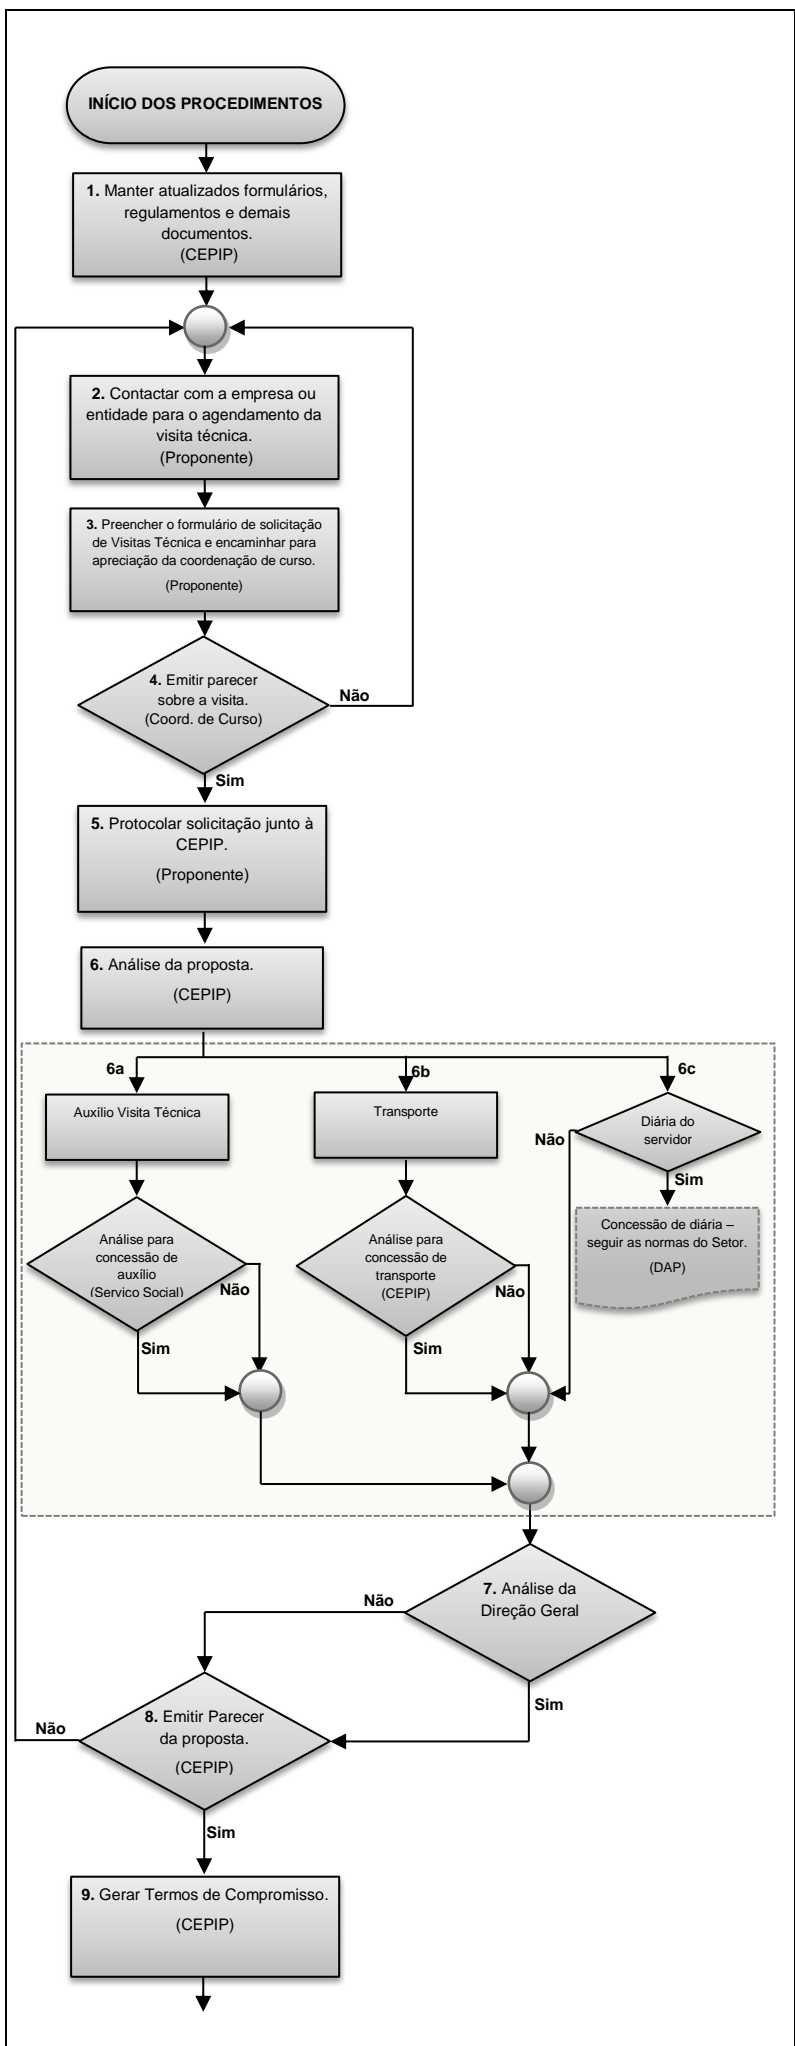 INÍCIO DOS PROCEDIMENTOS
1. Manter atualizados formulários,
regulamentos e demais
documentos.
(CEPIP)
2. Contactar com a empresa ou
entidade para o agendamento da
visita técnica.
(Proponente)
3. Preencher o formulário de solicitação
de Visitas Técnica e encaminhar para
apreciação da coordenação de curso.
(Proponente)
4. Emitir parecer
sobre a visita.
(Coord. de Curso)
Não
Sim
5. Protocolar solicitação junto à
CEPIP.
(Proponente)
6. Análise da proposta.
(CEPIP)
6a
6b
6c
Auxílio Visita Técnica
Transporte
Diária do
servidor
Não
Sim
Análise para
concessão de
auxílio
(Servico Social)
Não
Sim
Análise para
concessão de
transporte
(CEPIP)
Não
Sim
Concessão de diária –
seguir as normas do Setor.
(DAP)
7. Análise da
Direção Geral
Não
Sim
8. Emitir Parecer
da proposta.
(CEPIP)
Não
Sim
9. Gerar Termos de Compromisso.
(CEPIP)